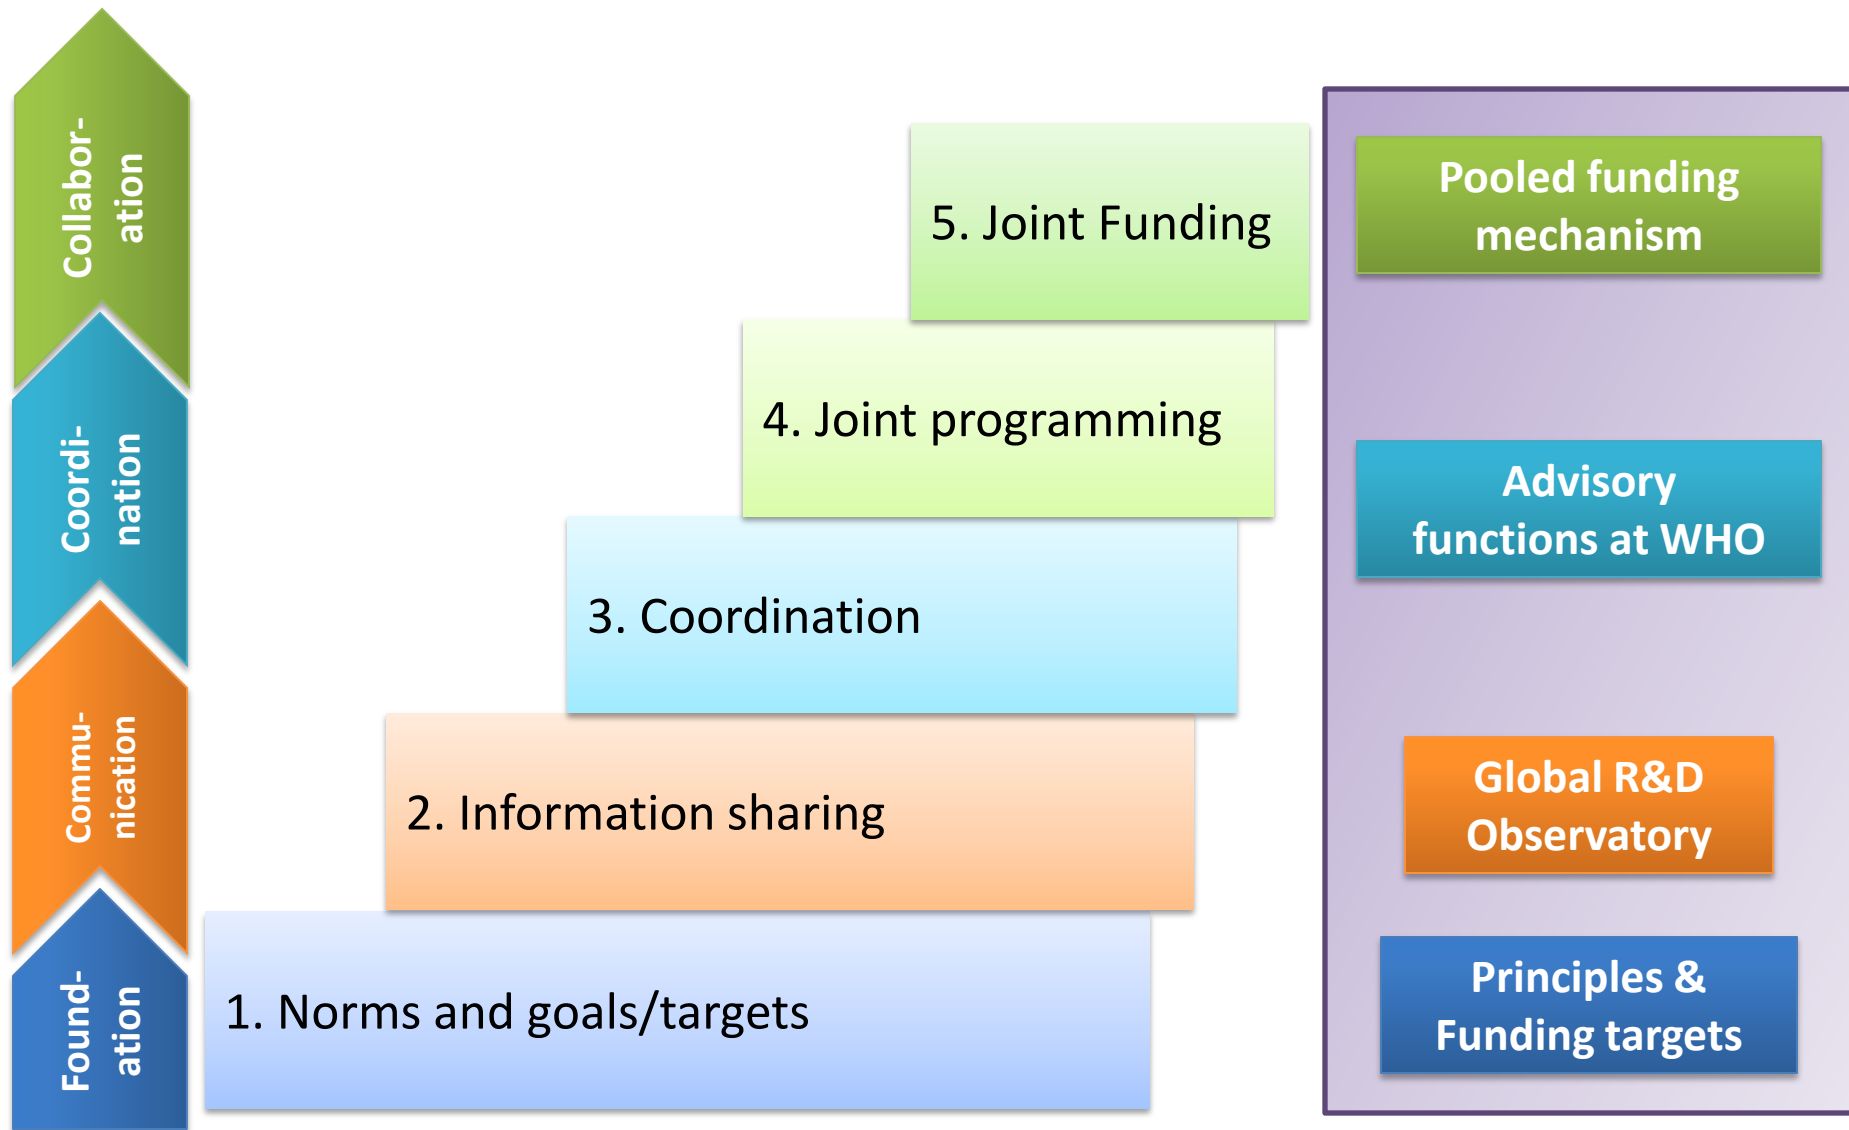 Collabor-
ation
Coordi-
nation
Commu-
nication
Found-
ation
5. Joint Funding
4. Joint programming
3. Coordination
2. Information sharing
1. Norms and goals/targets
Pooled funding
mechanism
Advisory
functions at WHO
Global R&D
Observatory
Principles &
Funding targets